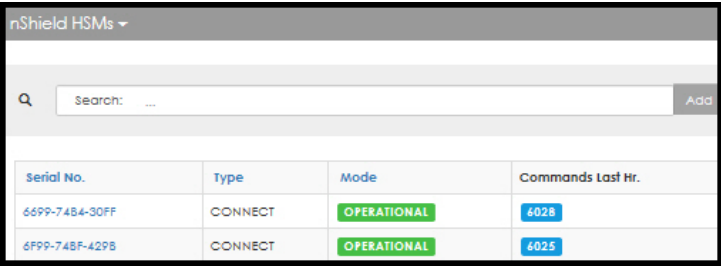 nShield HSMs
Search: ...
Add
Serial No. Type Mode Commands Last Hr.
6699-74B4-30FF CONNECT OPERATIONAL 6028
6F99-74BF-429B CONNECT OPERATIONAL 6025